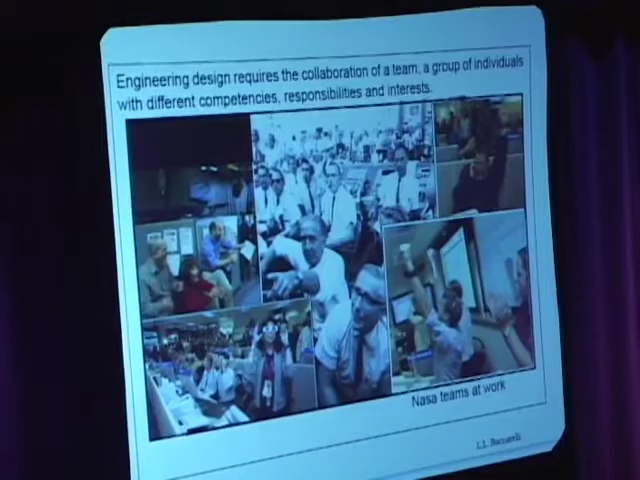 Engineering design requires the collaboration of a team, a group of individuals
with different competencies, responsibilities and interests.
Nasa teams at work
L.L. Bucciarelli